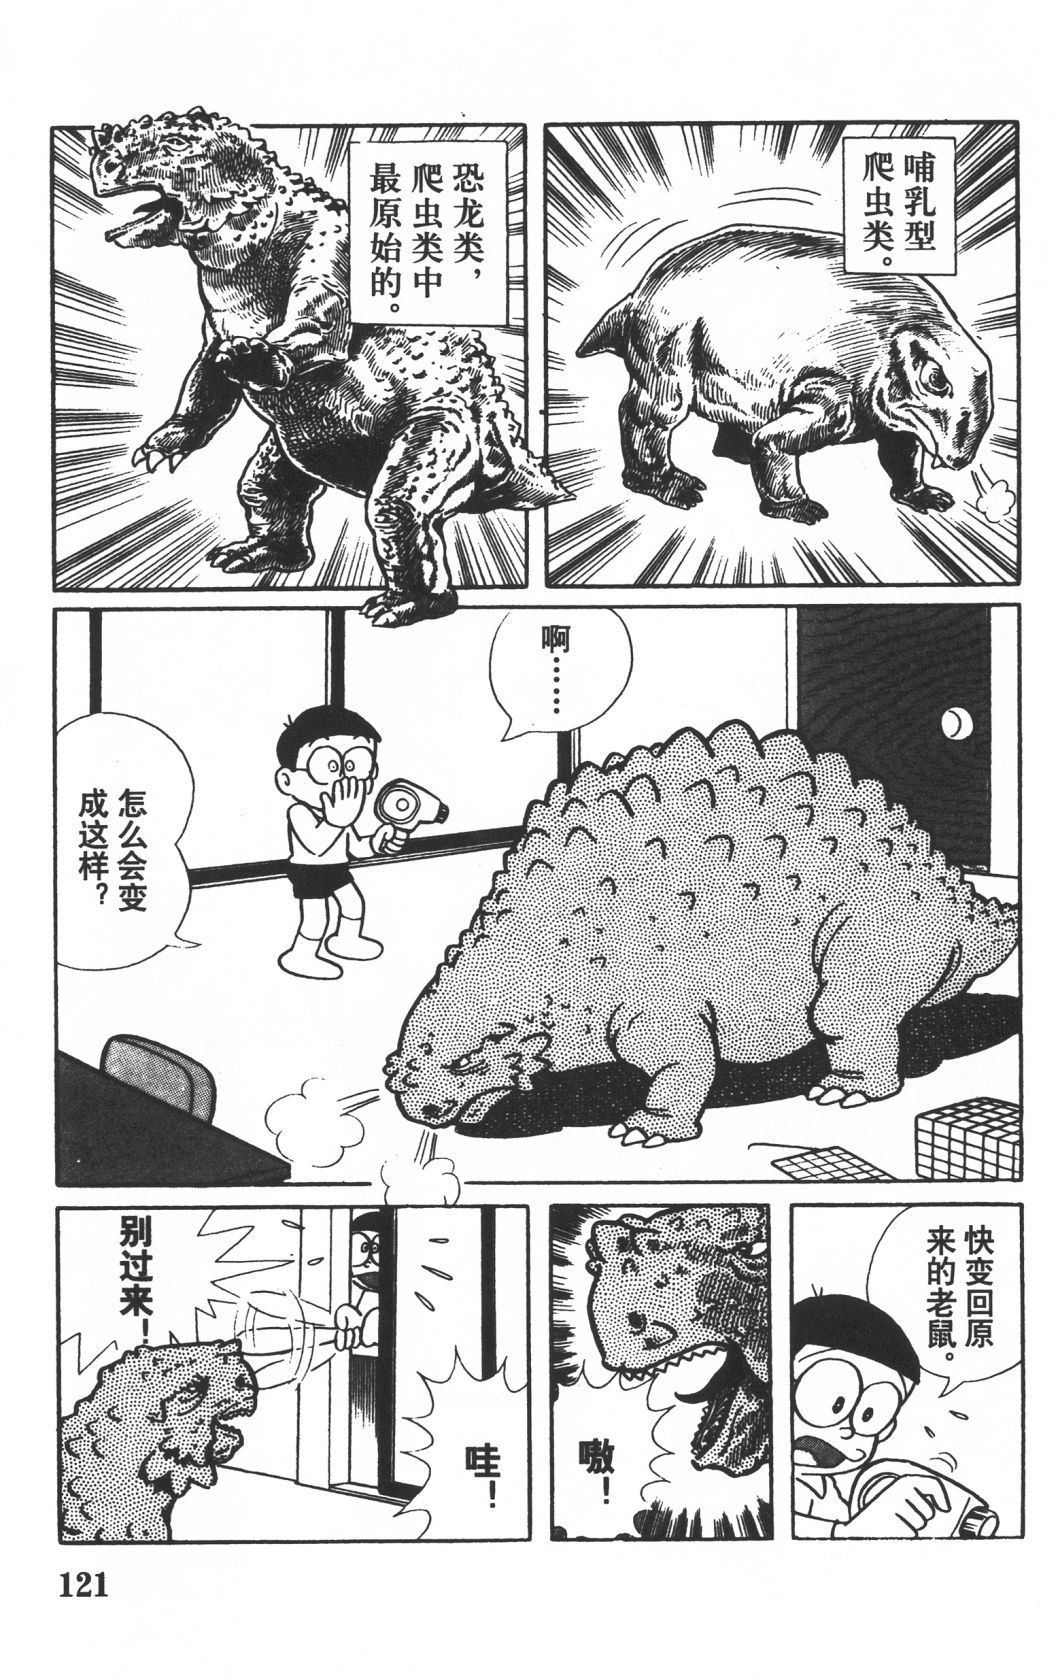 哺乳型
爬虫类。
恐龙类，
爬虫类中
最原始的。
啊……
怎么会变
成这样？
快变回原
来的老鼠。
嗷！
哇！
别过来！
121